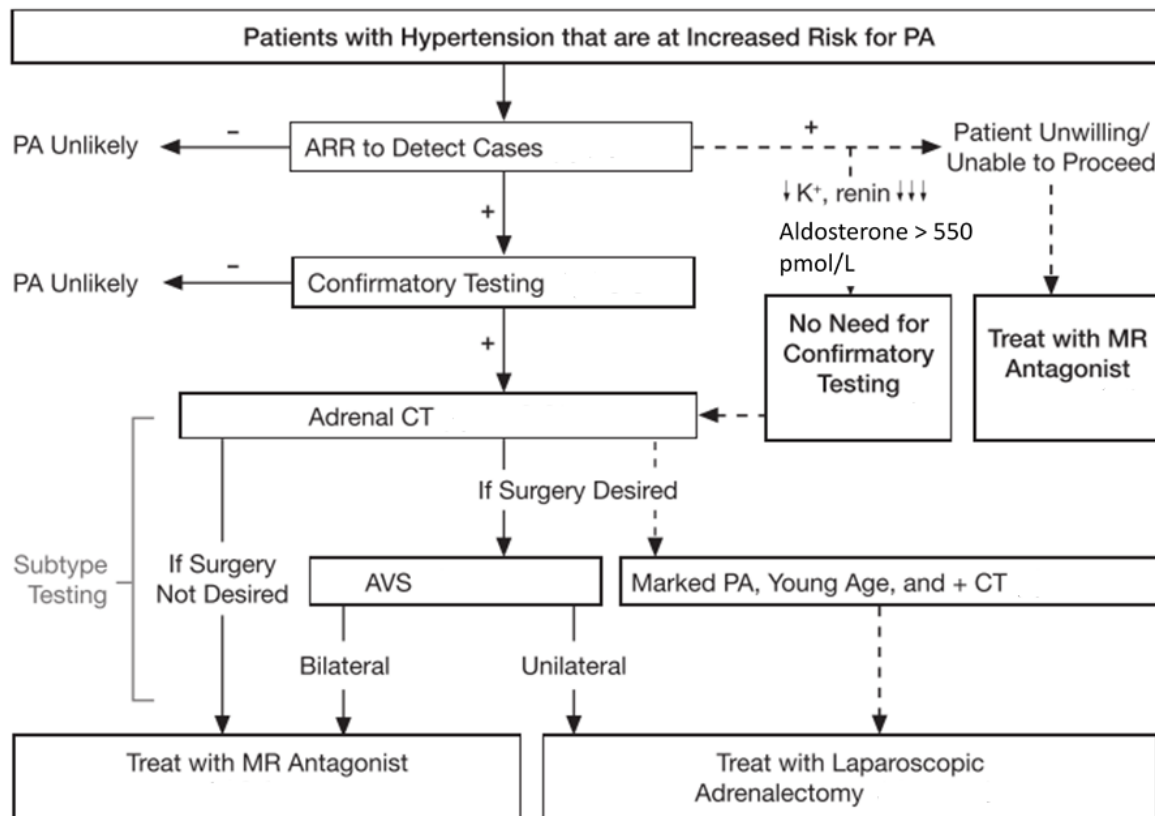 Patients with Hypertension that are at Increased Risk for PA
PA Unlikely
−
ARR to Detect Cases
+
Patient Unwilling/
Unable to Proceed
↓ K⁺, renin ↓↓↓
Aldosterone > 550
pmol/L
+
PA Unlikely
−
Confirmatory Testing
No Need for
Confirmatory
Testing
Treat with MR
Antagonist
+
Adrenal CT
If Surgery Desired
Subtype
Testing
If Surgery
Not Desired
AVS
Marked PA, Young Age, and + CT
Bilateral
Unilateral
Treat with MR Antagonist
Treat with Laparoscopic
Adrenalectomy